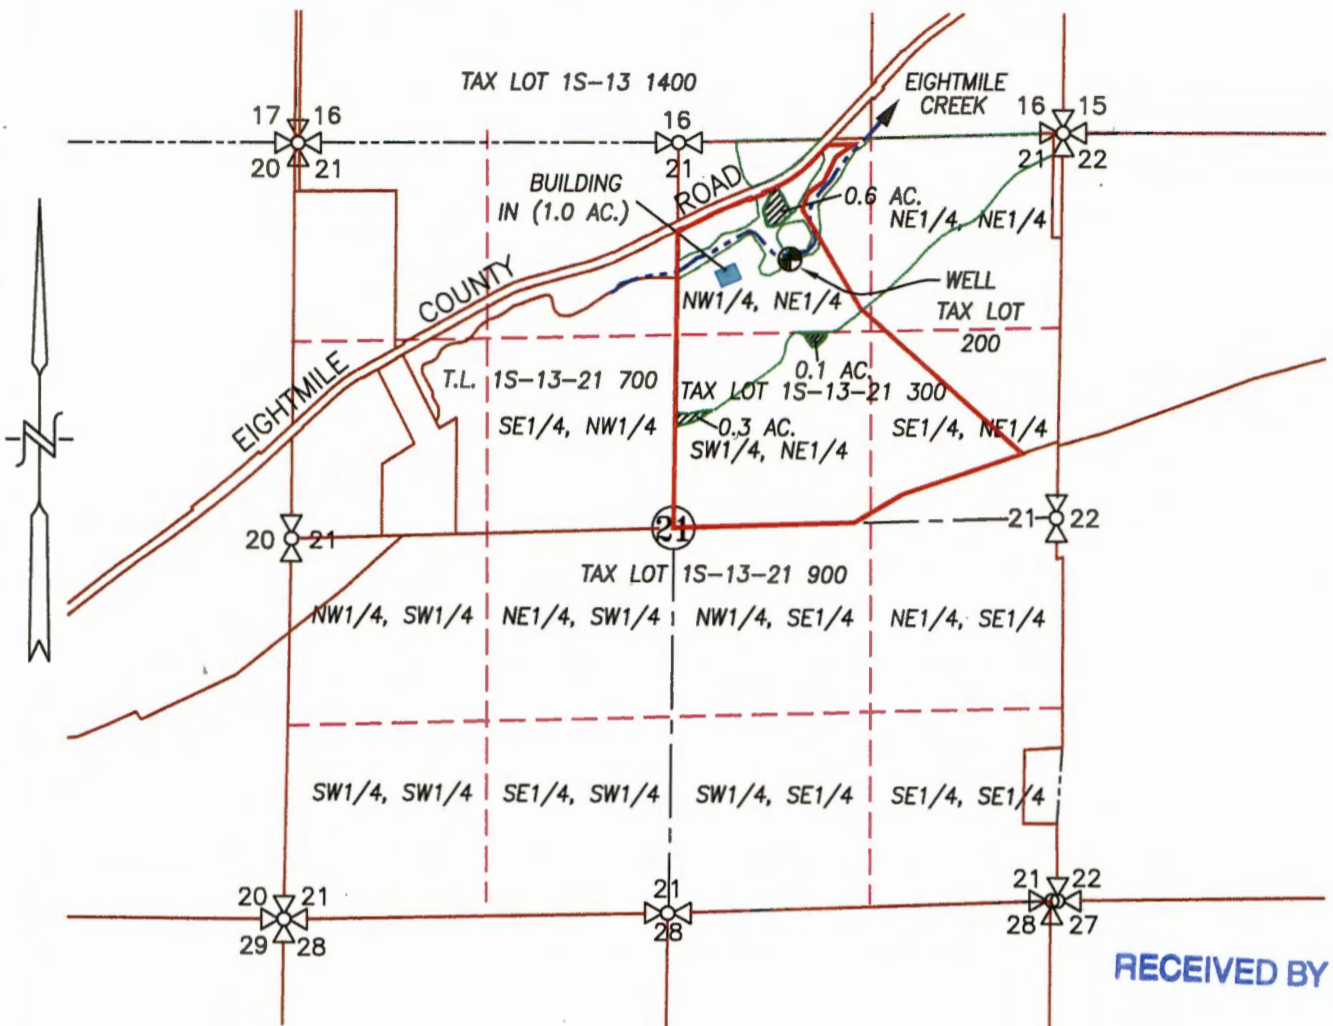 TAX LOT 1S-13 1400
EIGHTMILE
CREEK
17 16
16
16 15
20 21
21
21 22
BUILDING
IN (1.0 AC.)
EIGHTMILE COUNTY ROAD
0.6 AC.
NE1/4, NE1/4
WELL
NW1/4, NE1/4
TAX LOT
200
0.1 AC.
T.L. 1S-13-21 700
TAX LOT 1S-13-21 300
SE1/4, NW1/4
0.3 AC.
SE1/4, NE1/4
SW1/4, NE1/4
N
20 21
21
21 22
TAX LOT 1S-13-21 900
NW1/4, SW1/4
NE1/4, SW1/4
NW1/4, SE1/4
NE1/4, SE1/4
SW1/4, SW1/4
SE1/4, SW1/4
SW1/4, SE1/4
SE1/4, SE1/4
20 21
21
21 22
29 28
28
28 27
RECEIVED BY